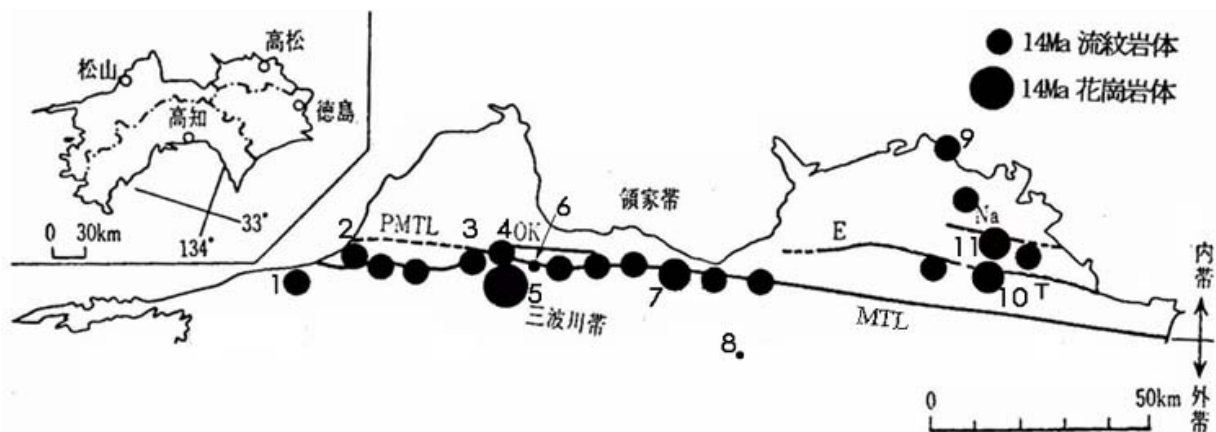 高松
松山
徳島
高知
0 30km
33°
134°
14Ma 流紋岩体
14Ma 花崗岩体
9
領家帯
6
2
PMTL
3
4
OK
E
Na
11
内帯
1
5
三波川帯
7
10
T
MTL
8
外帯
0
50km